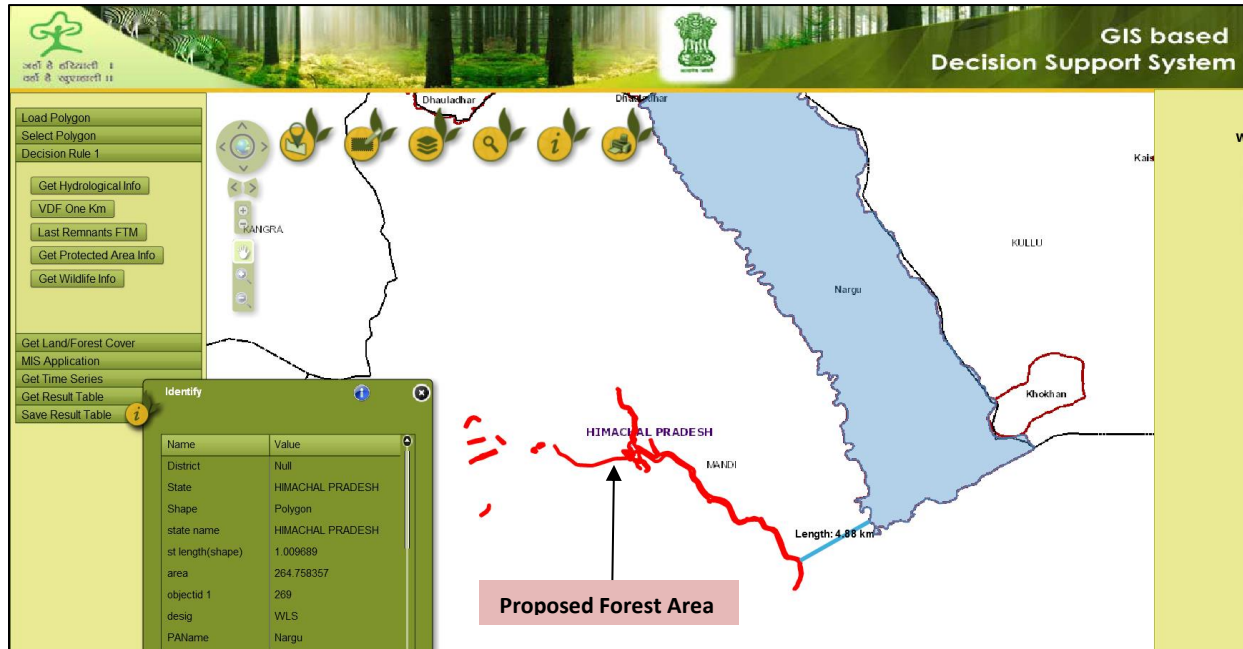 जहाँ है हरियाली ।
वहाँ है खुशहाली ॥
GIS based
Decision Support System
Load Polygon
Select Polygon
Decision Rule 1
Get Hydrological Info
VDF One Km
Last Remnants FTM
Get Protected Area Info
Get Wildlife Info
Get Land/Forest Cover
MIS Application
Get Time Series
Get Result Table
Save Result Table
Dhauladhar
Dhauladhar
KANGRA
KULLU
Nargu
Khokhan
HIMACHAL PRADESH
MANDI
Length: 4.88 km
Proposed Forest Area
Identify
Name Value
District Null
State HIMACHAL PRADESH
Shape Polygon
state name HIMACHAL PRADESH
st length(shape) 1.009689
area 264.758357
objectid 1 269
desig WLS
PAName Nargu